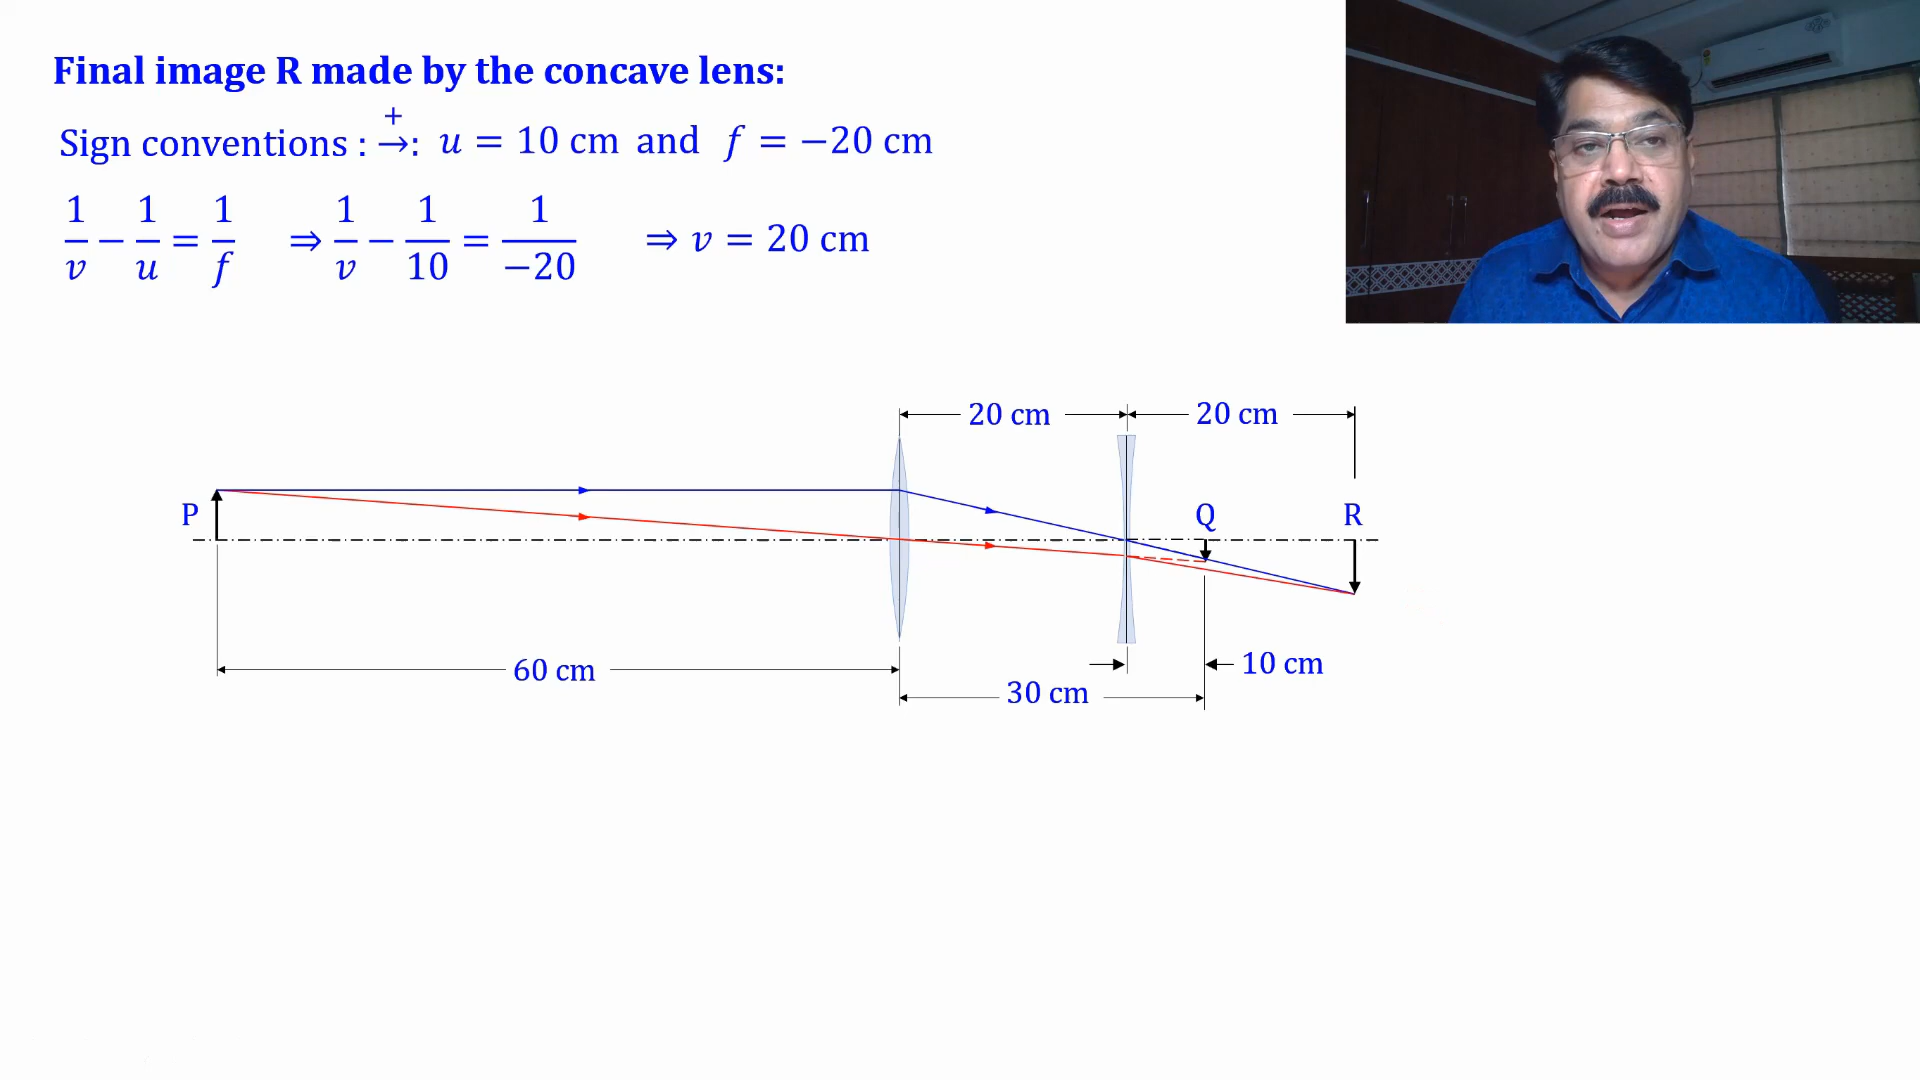 Final image R made by the concave lens:
Sign conventions : →⁺: u = 10 cm and f = −20 cm
1/v − 1/u = 1/f ⇒ 1/v − 1/10 = 1/−20 ⇒ v = 20 cm
20 cm 20 cm
P Q R
60 cm 10 cm
30 cm